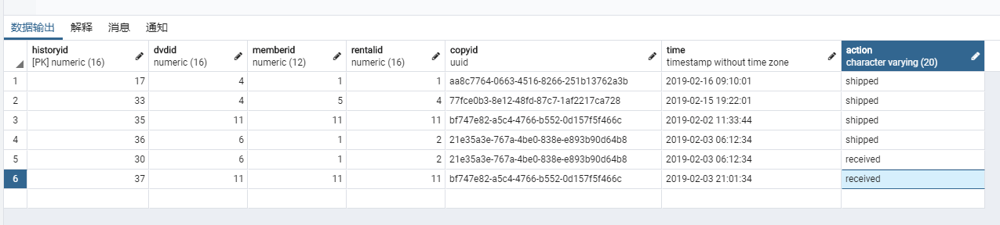 数据输出 解释 消息 通知
historyid dvdid memberid rentalid copyid time action
[PK] numeric (16) numeric (16) numeric (12) numeric (16) uuid timestamp without time zone character varying (20)
1 17 4 1 1 aa8c7764-0663-4516-8266-251b13762a3b 2019-02-16 09:10:01 shipped
2 33 4 5 4 77fce0b3-8e12-48fd-87c7-1af2217ca728 2019-02-15 19:22:01 shipped
3 35 11 11 11 bf747e82-a5c4-4766-b552-0d157f5f466c 2019-02-02 11:33:44 shipped
4 36 6 1 2 21e35a3e-767a-4be0-838e-e893b90d64b8 2019-02-03 06:12:34 shipped
5 30 6 1 2 21e35a3e-767a-4be0-838e-e893b90d64b8 2019-02-03 06:12:34 received
6 37 11 11 11 bf747e82-a5c4-4766-b552-0d157f5f466c 2019-02-03 21:01:34 received